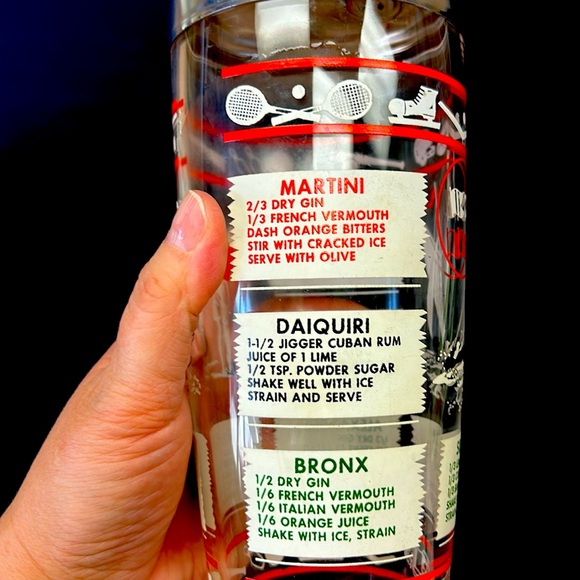 MARTINI
2/3 DRY GIN
1/3 FRENCH VERMOUTH
DASH ORANGE BITTERS
STIR WITH CRACKED ICE
SERVE WITH OLIVE
DAIQUIRI
1-1/2 JIGGER CUBAN RUM
JUICE OF 1 LIME
1/2 TSP. POWDER SUGAR
SHAKE WELL WITH ICE
STRAIN AND SERVE
BRONX
1/2 DRY GIN
1/6 FRENCH VERMOUTH
1/6 ITALIAN VERMOUTH
1/6 ORANGE JUICE
SHAKE WITH ICE, STRAIN